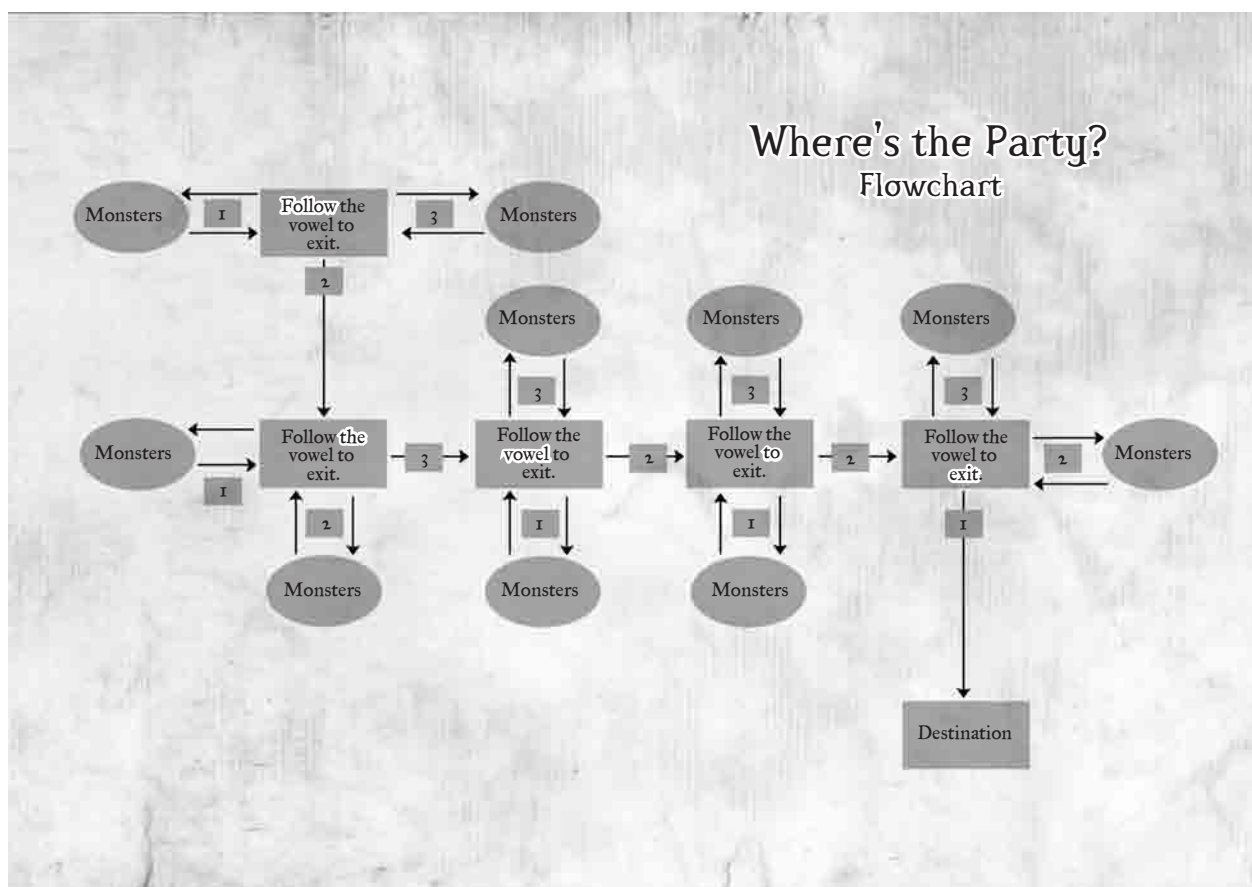 Where's the Party?
Flowchart
Monsters
1
Follow the
vowel to
exit.
3
Monsters
2
Monsters
Monsters
Monsters
3
3
3
Monsters
1
Follow the
vowel to
exit.
3
Follow the
vowel to
exit.
2
Follow the
vowel to
exit.
2
Follow the
vowel to
exit.
2
Monsters
2
1
1
1
Monsters
Monsters
Monsters
Destination